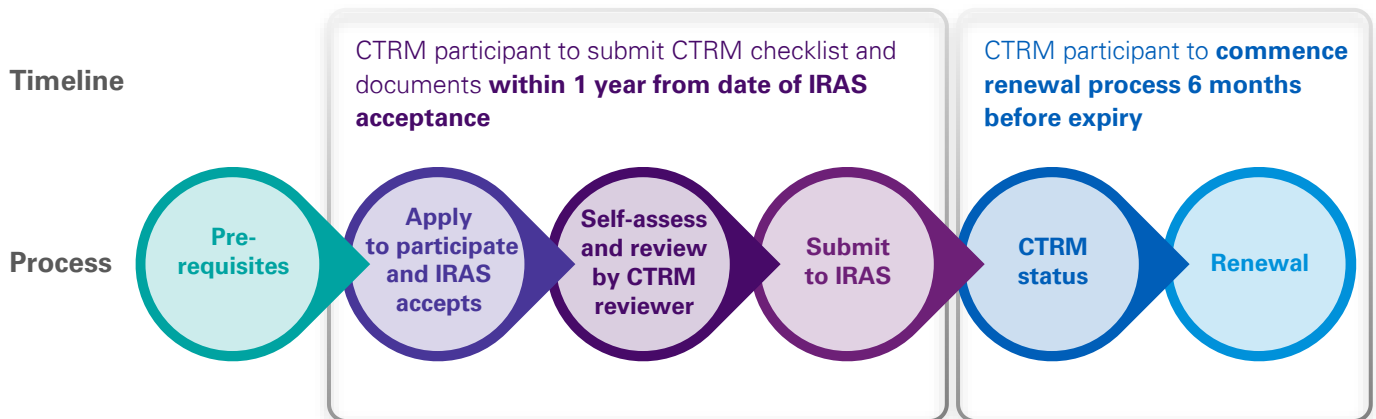 Timeline
CTRM participant to submit CTRM checklist and
documents within 1 year from date of IRAS
acceptance
CTRM participant to commence
renewal process 6 months
before expiry
Process
Pre-
requisites
Apply
to participate
and IRAS
accepts
Self-assess
and review
by CTRM
reviewer
Submit
to IRAS
CTRM
status
Renewal